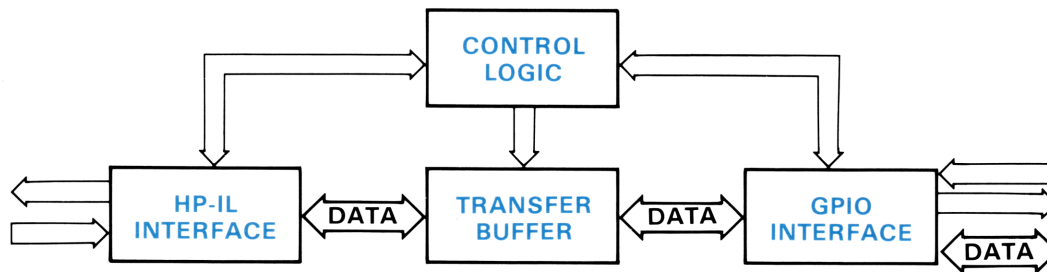 CONTROL
LOGIC
HP-IL
INTERFACE
DATA
TRANSFER
BUFFER
DATA
GPIO
INTERFACE
DATA